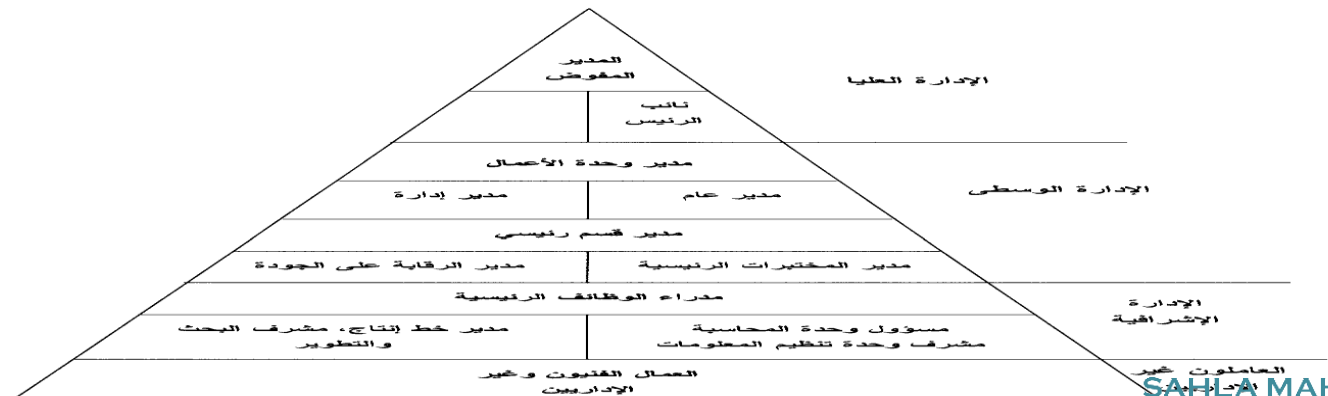 المدير
المفوض
الإدارة العليا
نائب
الرئيس
مدير وحدة الأعمال
مدير عام
مدير إدارة
الإدارة الوسطى
مدير قسم رئيسي
مدير المختبرات الرئيسية
مدير الرقابة على الجودة
مدراء الوظائف الرئيسية
الإدارة
الإشرافية
مسؤول وحدة المحاسبة
مشرف وحدة تنظيم المعلومات
مدير خط إنتاج، مشرف البحث
والتطوير
العمال الفنيون وغير
الإداريين
العاملون غير
الإداريين
SAHLA MAH